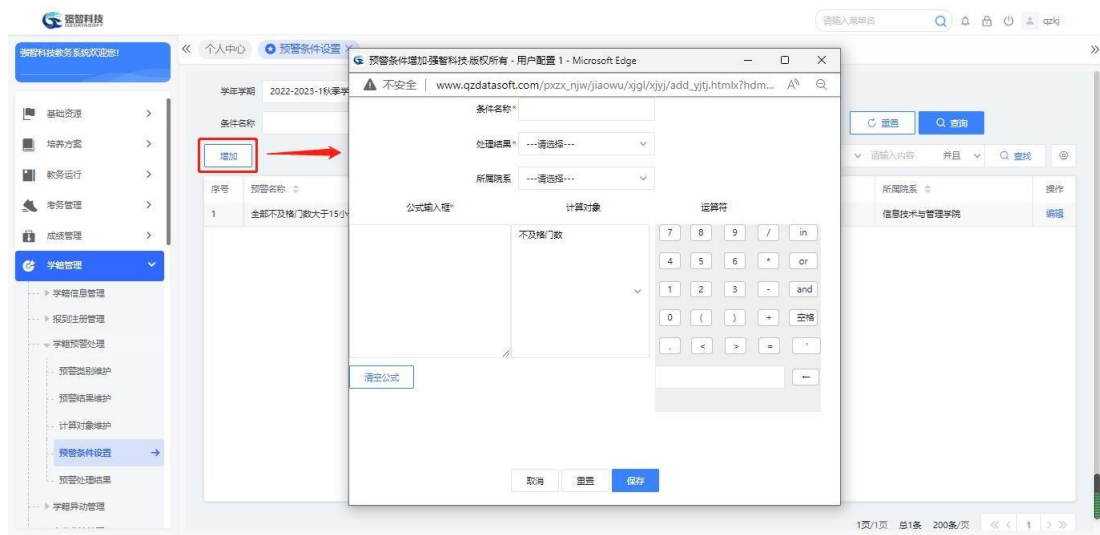 强智科技
QZDATASOFT
请输入菜单名
qzkj
强智科技教务系统欢迎您!
个人中心
预警条件设置
基础资源
培养方案
教务运行
考务管理
成绩管理
学籍管理
学籍信息管理
报到注册管理
学籍预警处理
预警类别维护
预警结果维护
计算对象维护
预警条件设置
预警处理结果
学籍异动管理
学年学期 2022-2023-1秋季学
条件名称
重置 查询
增加
请输入内容 并且 查找
序号 预警名称 所属院系 操作
1 全部不及格门数大于15小 信息技术与管理学院 编辑
预警条件增加-强智科技.版权所有 - 用户配置 1 - Microsoft Edge
不安全 | www.qzdatasoft.com/pxzx_njw/jiaowu/xjgl/xjyj/add_yjtj.htmlx?hdm...
条件名称*
处理结果* ---请选择---
所属院系 ---请选择---
公式输入框* 计算对象 运算符
不及格门数
7 8 9 / in
4 5 6 * or
1 2 3 - and
0 ( ) + 空格
. < > = '
清空公式 ←
取消 重置 保存
1页/1页 总1条 200条/页 1